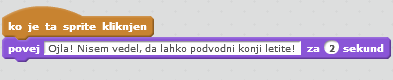 ko je ta sprite kliknjen
povej Ojla! Nisem vedel, da lahko podvodni konji letite! za 2 sekund